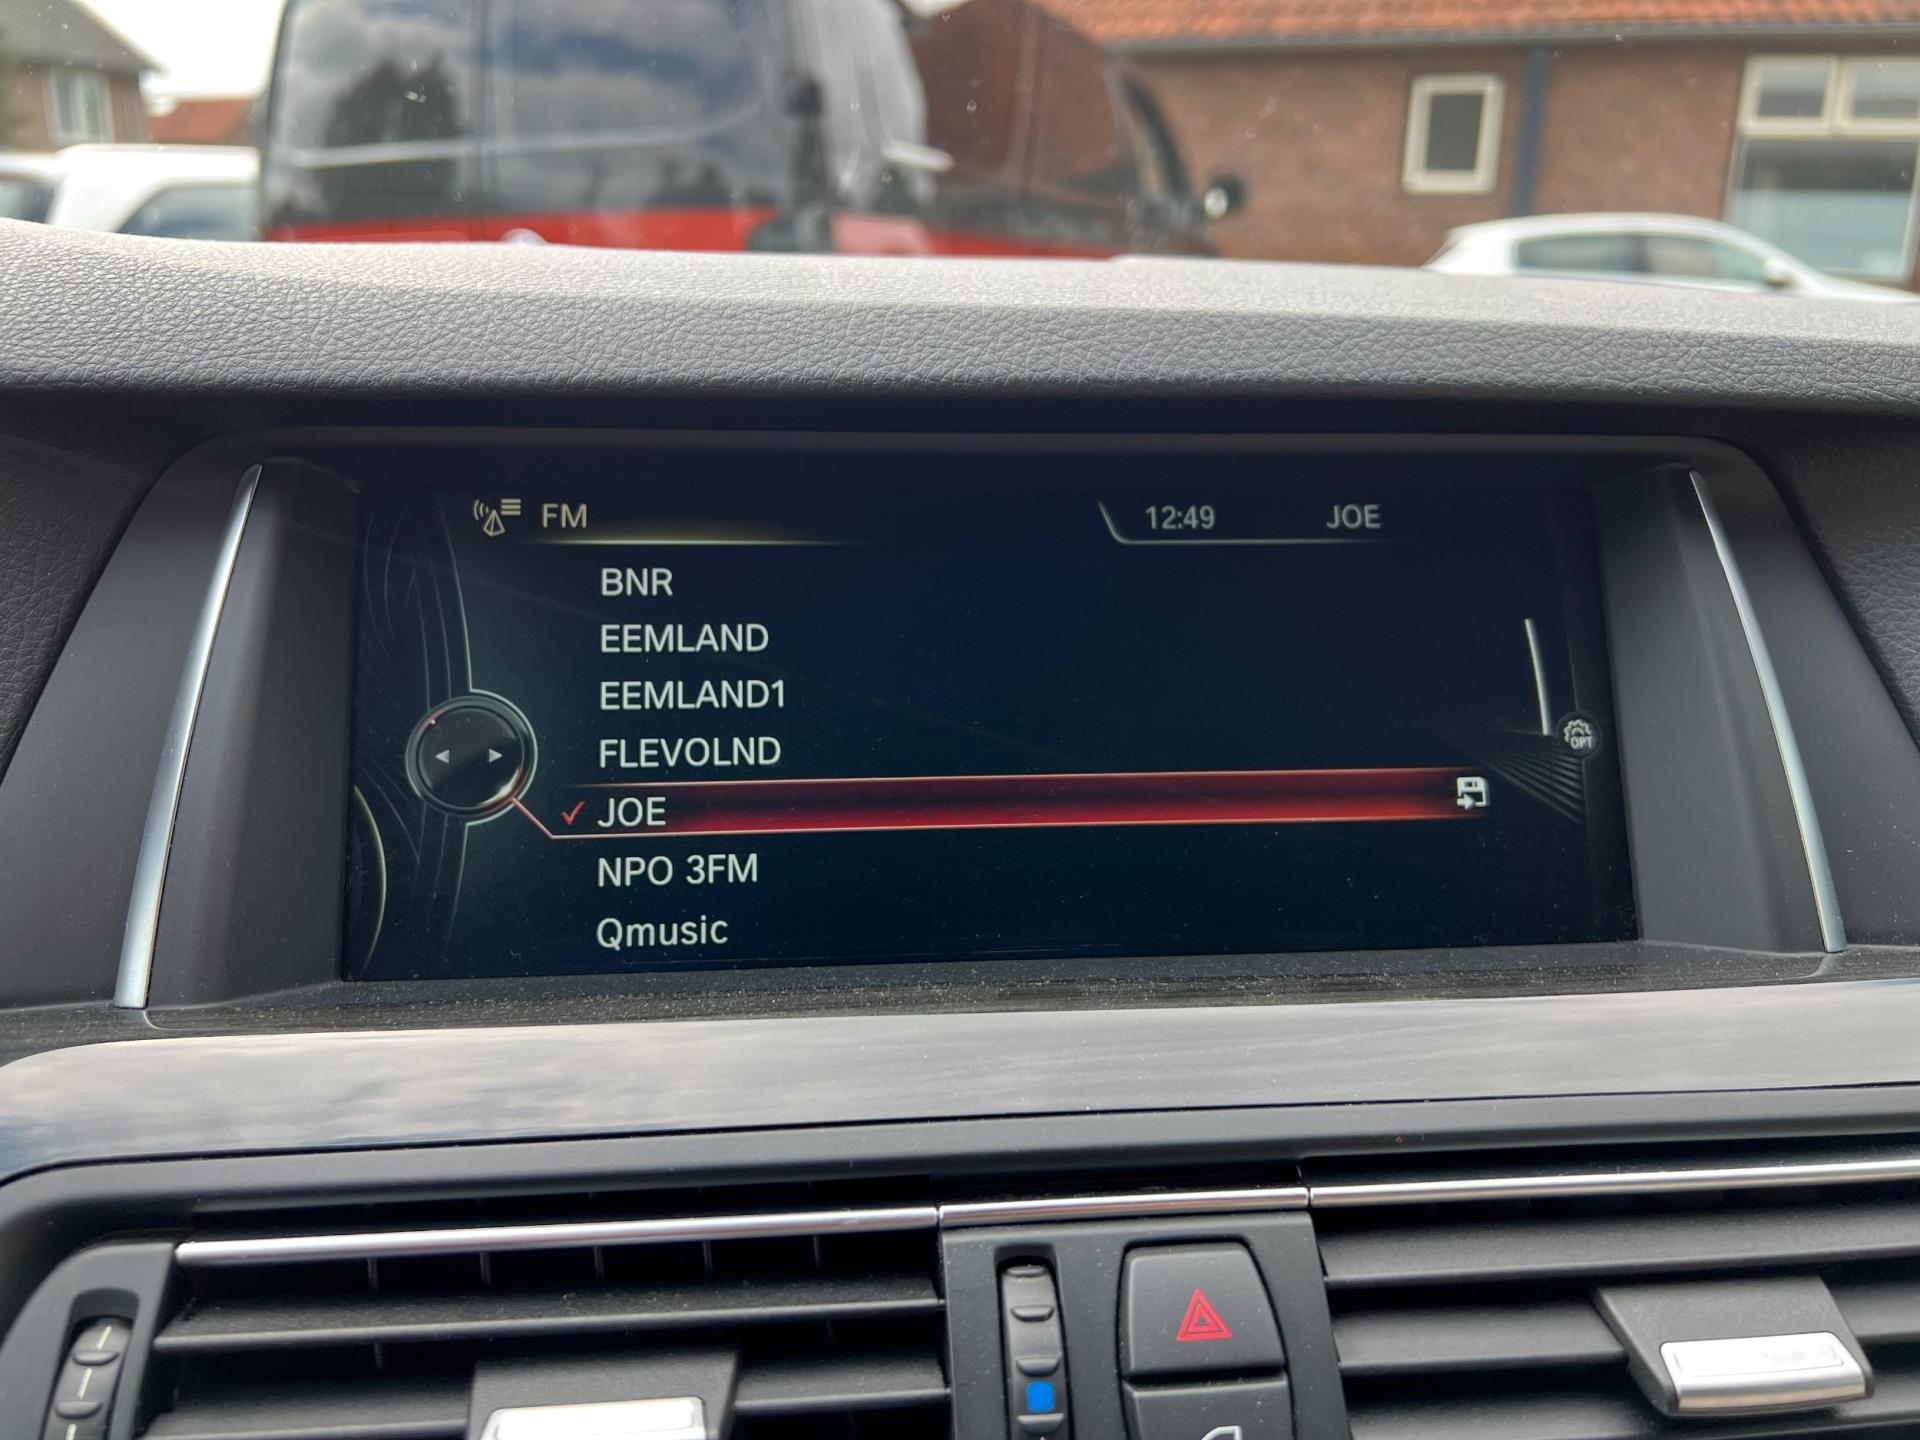 FM
12:49 JOE
BNR
EEMLAND
EEMLAND1
FLEVOLND
JOE
NPO 3FM
Qmusic
OPT